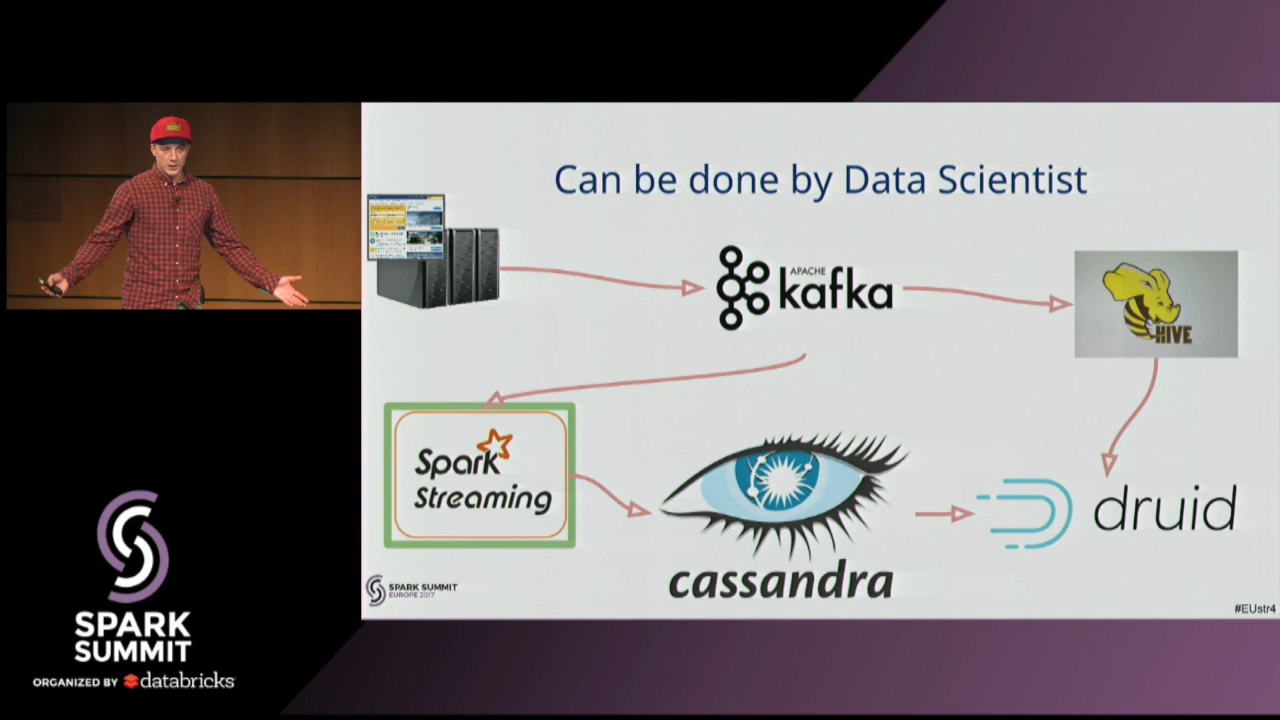 Can be done by Data Scientist
APACHE
kafka
HIVE
Spark
Streaming
cassandra
druid
SPARK SUMMIT
EUROPE 2017
#EUstr4
SPARK
SUMMIT
ORGANIZED BY databricks